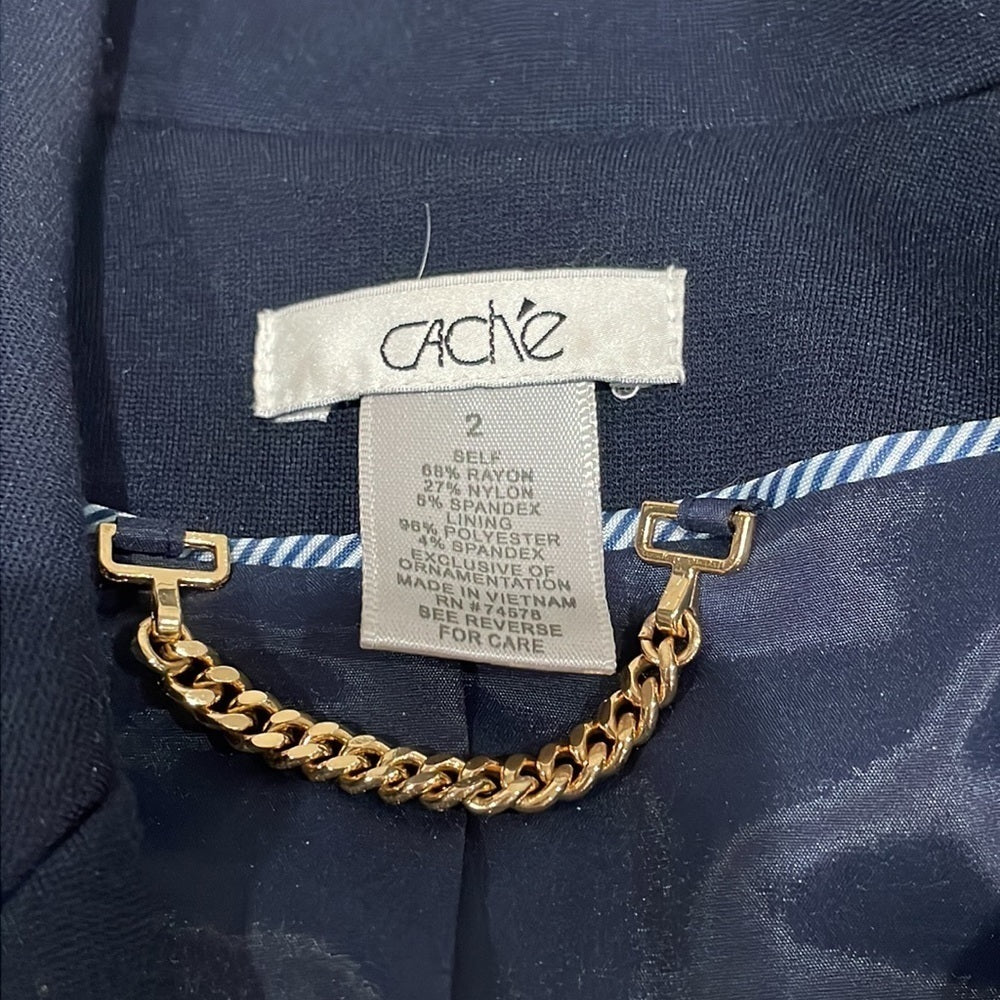 CAChé
2
SELF
68% RAYON
27% NYLON
5% SPANDEX
LINING
96% POLYESTER
4% SPANDEX
EXCLUSIVE OF
ORNAMENTATION
MADE IN VIETNAM
RN #74578
SEE REVERSE
FOR CARE